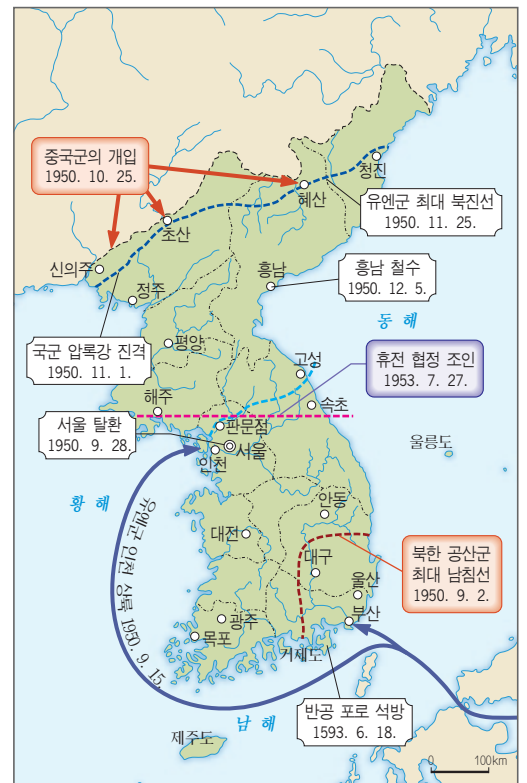 중국군의 개입
1950. 10. 25.
청진
혜산
유엔군 최대 북진선
1950. 11. 25.
초산
신의주
정주
흥남
흥남 철수
1950. 12. 5.
동 해
국군 압록강 진격
1950. 11. 1.
평양
고성
휴전 협정 조인
1953. 7. 27.
해주
속초
서울 탈환
1950. 9. 28.
판문점
서울
인천
울릉도
황 해
유엔군 인천 상륙 1950. 9. 15.
안동
대전
대구
북한 공산군
최대 남침선
1950. 9. 2.
울산
부산
광주
목포
거제도
반공 포로 석방
1593. 6. 18.
남 해
제주도
0 100km